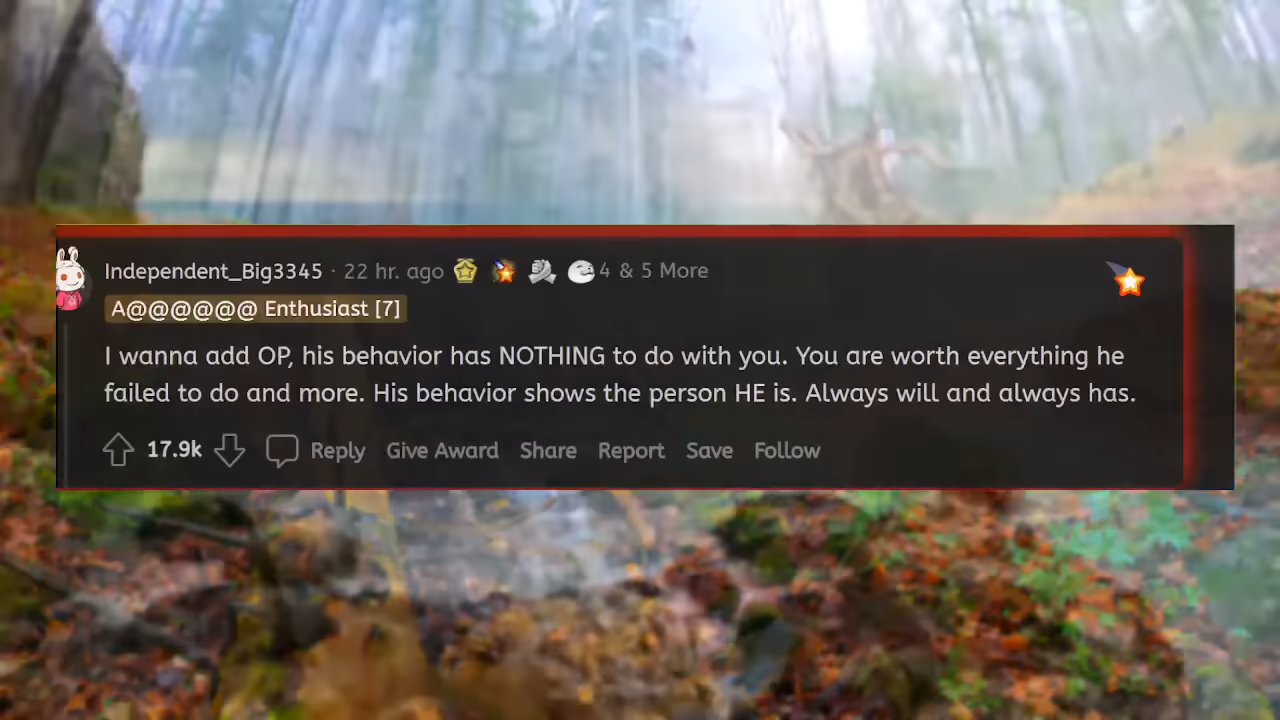 Independent_Big3345 · 22 hr. ago 4 & 5 More
A@@@@@@ Enthusiast [7]
I wanna add OP, his behavior has NOTHING to do with you. You are worth everything he
failed to do and more. His behavior shows the person HE is. Always will and always has.
17.9k Reply Give Award Share Report Save Follow